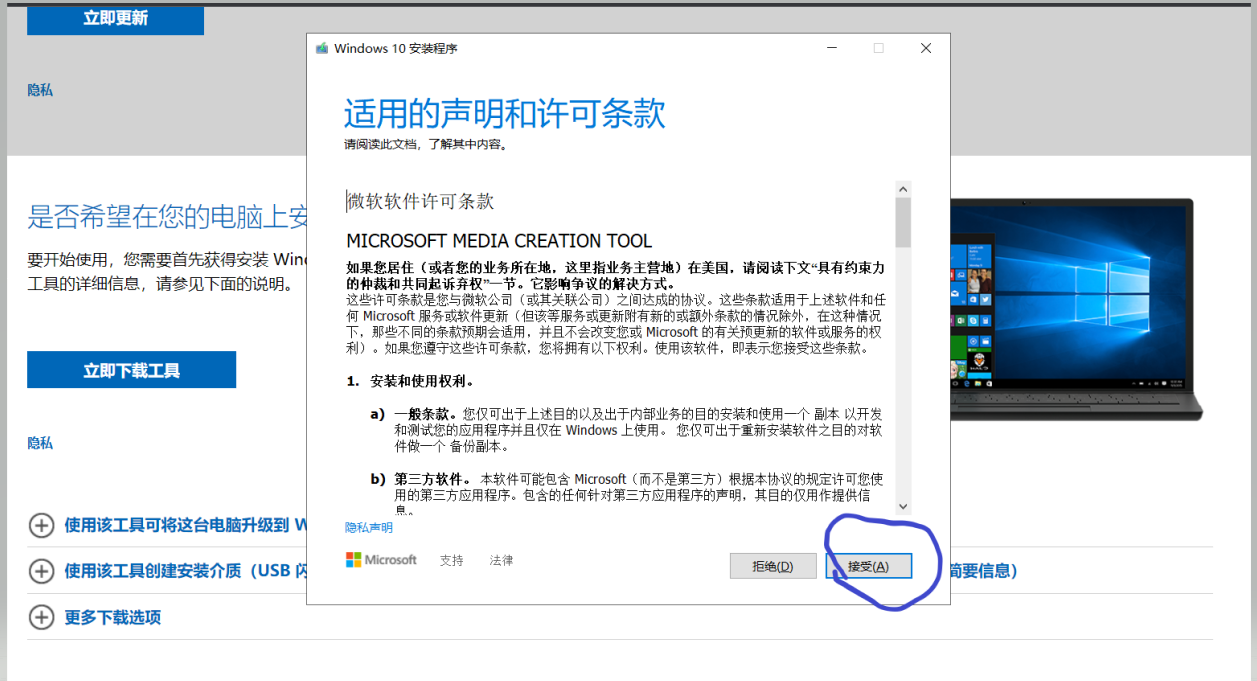 立即更新
隐私
是否希望在您的电脑上安
要开始使用，您需要首先获得安装
工具的详细信息，请参见下面的说明。
立即下载工具
隐私
使用该工具可将这台电脑升级到
使用该工具创建安装介质（USB
简要信息）
更多下载选项
Windows 10 安装程序
适用的声明和许可条款
请阅读此文档，了解其中内容。
微软软件许可条款
MICROSOFT MEDIA CREATION TOOL
如果您居住（或者您的业务所在地，这里指业务主营地）在美国，请阅读下文“具有约束力
的仲裁和共同起诉弃权”一节。它影响争议的解决方式。
这些许可条款是您与微软公司（或其关联公司）之间达成的协议。这些条款适用于上述软件和任
何 Microsoft 服务或软件更新（但该等服务或更新附有新的或额外条款的情况除外，在这种情况
下，那些不同的条款预期会适用，并且不会改变您或 Microsoft 的有关预更新的软件或服务的权
利）。如果您遵守这些许可条款，您将拥有以下权利。使用该软件，即表示您接受这些条款。
1. 安装和使用权利。
a) 一般条款。您仅可出于上述目的以及出于内部业务的目的安装和使用一个 副本 以开发
和测试您的应用程序并且仅在 Windows 上使用。 您仅可出于重新安装软件之目的对软
件做一个 备份副本。
b) 第三方软件。 本软件可能包含 Microsoft（而不是第三方）根据本协议的规定许可您使
用的第三方应用程序。包含的任何针对第三方应用程序的声明，其目的仅用作提供信
息。
隐私声明
Microsoft 支持 法律
拒绝(D) 接受(A)